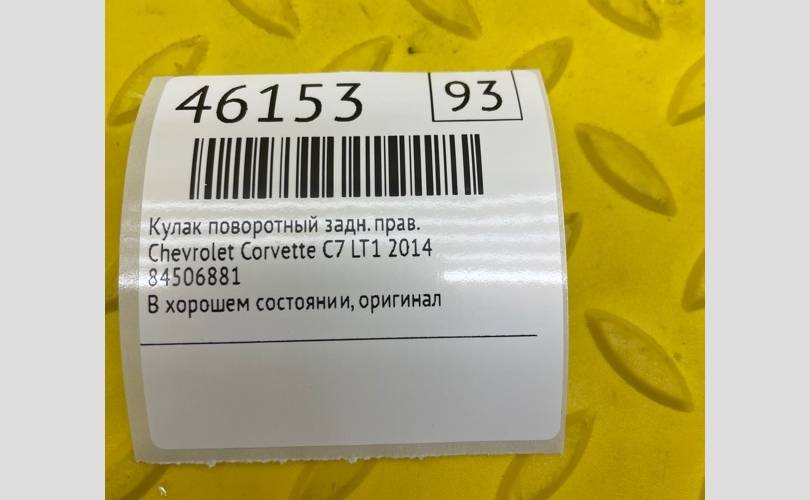 46153 93
Кулак поворотный задн. прав.
Chevrolet Corvette C7 LT1 2014
84506881
В хорошем состоянии, оригинал